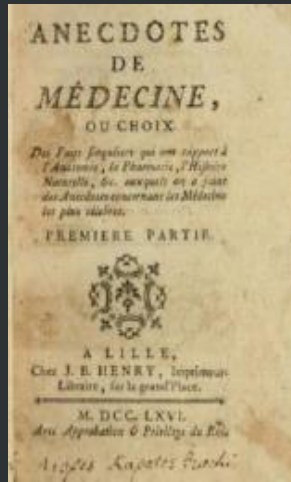 ANECDOTES
DE
MÉDECINE,
OU CHOIX
Des Faits singuliers qui ont rapport à
l'Anatomie, la Pharmacie, l'Histoire
Naturelle, &c. auxquels on a joint
des Anecdotes concernant les Médecins
les plus célebres.
PREMIERE PARTIE.
A LILLE,
Chez J. B. HENRY, Imprimeur-
Libraire, sur la grand'Place.
M. DCC. LXVI.
Avec Approbation & Privilége du Roi.